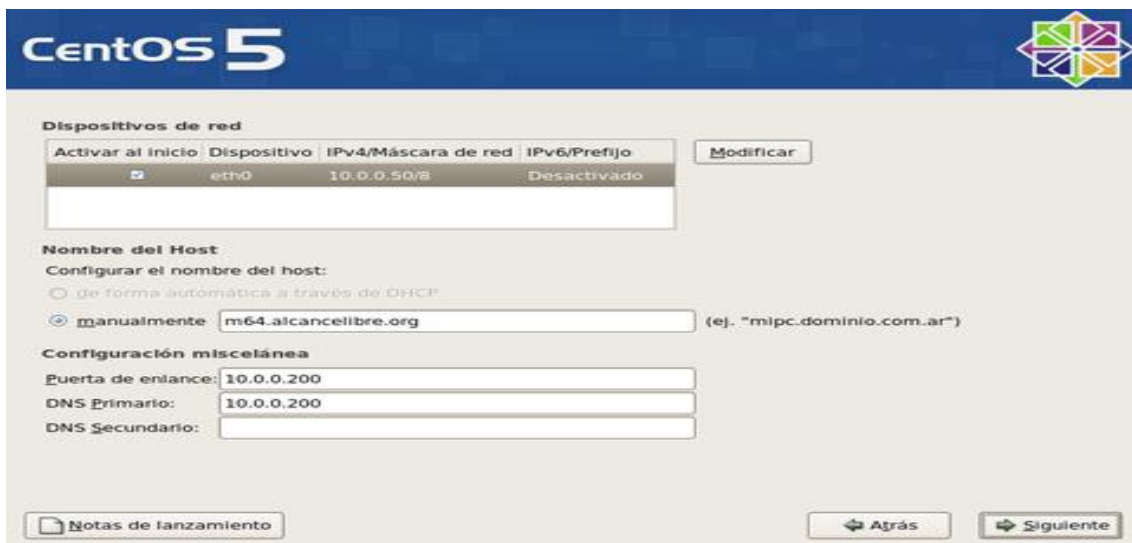 CentOS 5
Dispositivos de red
Activar al inicio Dispositivo IPv4/Máscara de red IPv6/Prefijo
eth0 10.0.0.50/8 Desactivado
Modificar
Nombre del Host
Configurar el nombre del host:
de forma automática a través de DHCP
manualmente m64.alcancelibre.org (ej. "mipc.dominio.com.ar")
Configuración miscelánea
Puerta de enlance: 10.0.0.200
DNS Primario: 10.0.0.200
DNS Secundario:
Notas de lanzamiento
Atrás
Siguiente